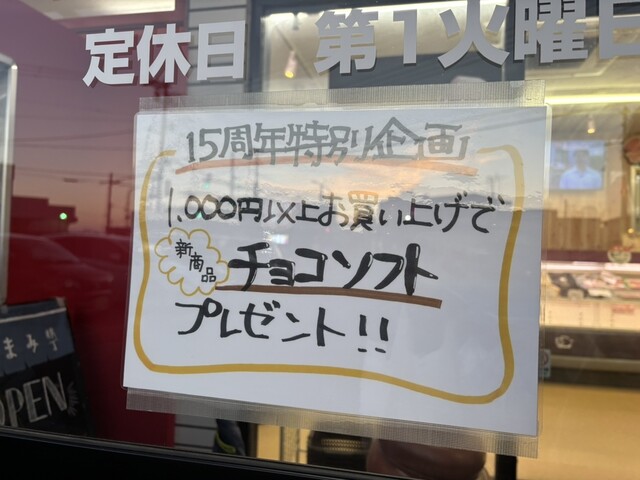 定休日 第1火曜日
15周年特別企画
1,000円以上お買い上げで
新商品
チョコソフト
プレゼント!!
OPEN